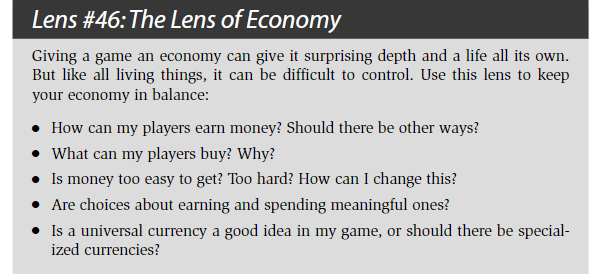 Lens #46: The Lens of Economy
Giving a game an economy can give it surprising depth and a life all its own.
But like all living things, it can be difficult to control. Use this lens to keep
your economy in balance:
● How can my players earn money? Should there be other ways?
● What can my players buy? Why?
● Is money too easy to get? Too hard? How can I change this?
● Are choices about earning and spending meaningful ones?
● Is a universal currency a good idea in my game, or should there be special-
ized currencies?